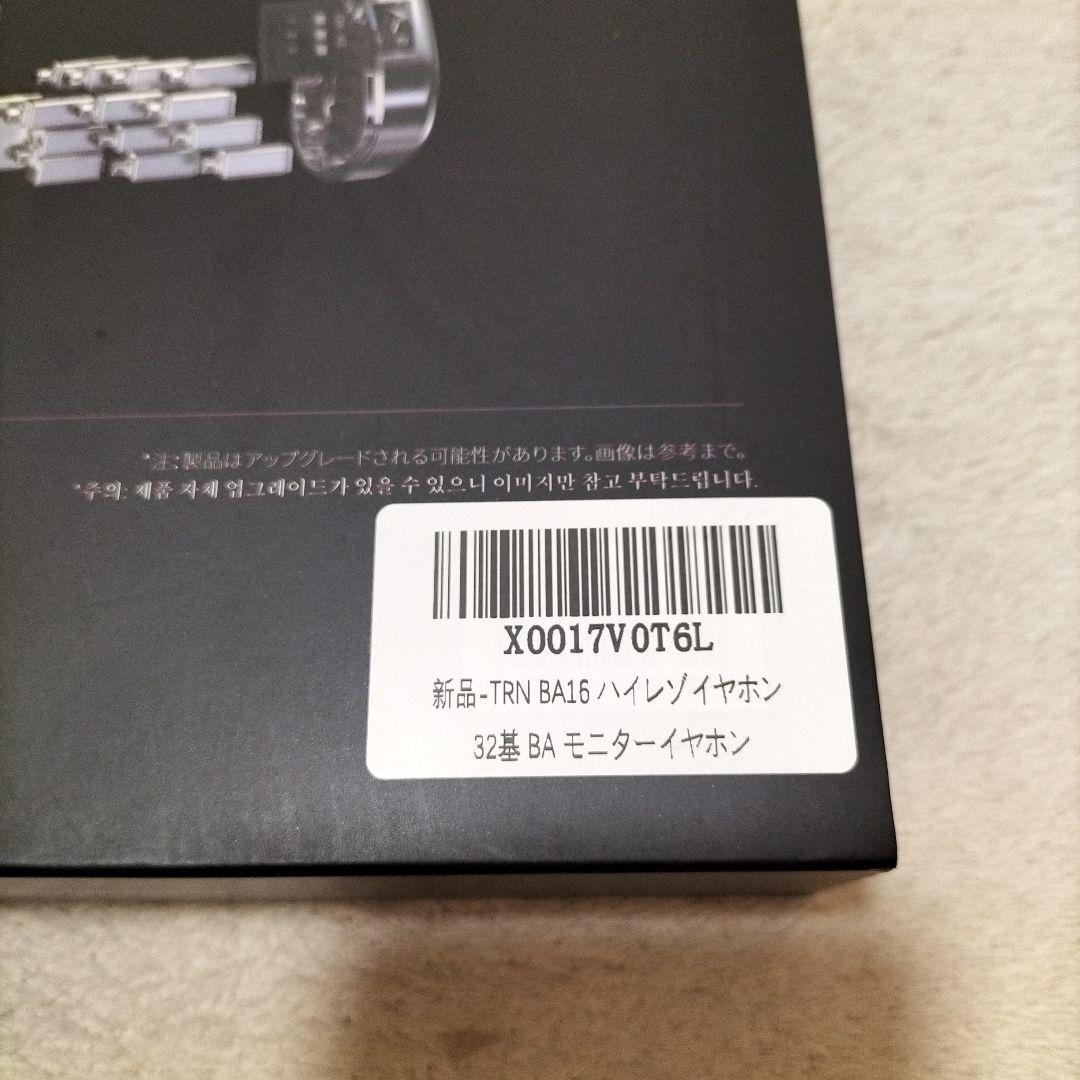 *注:製品はアップグレードされる可能性があります。画像は参考まで。
*주의: 제품 자체 업그레이드가 있을 수 있으니 이미지만 참고 부탁드립니다.
X0017V0T6L
新品-TRN BA16 ハイレゾイヤホン
32基 BA モニターイヤホン